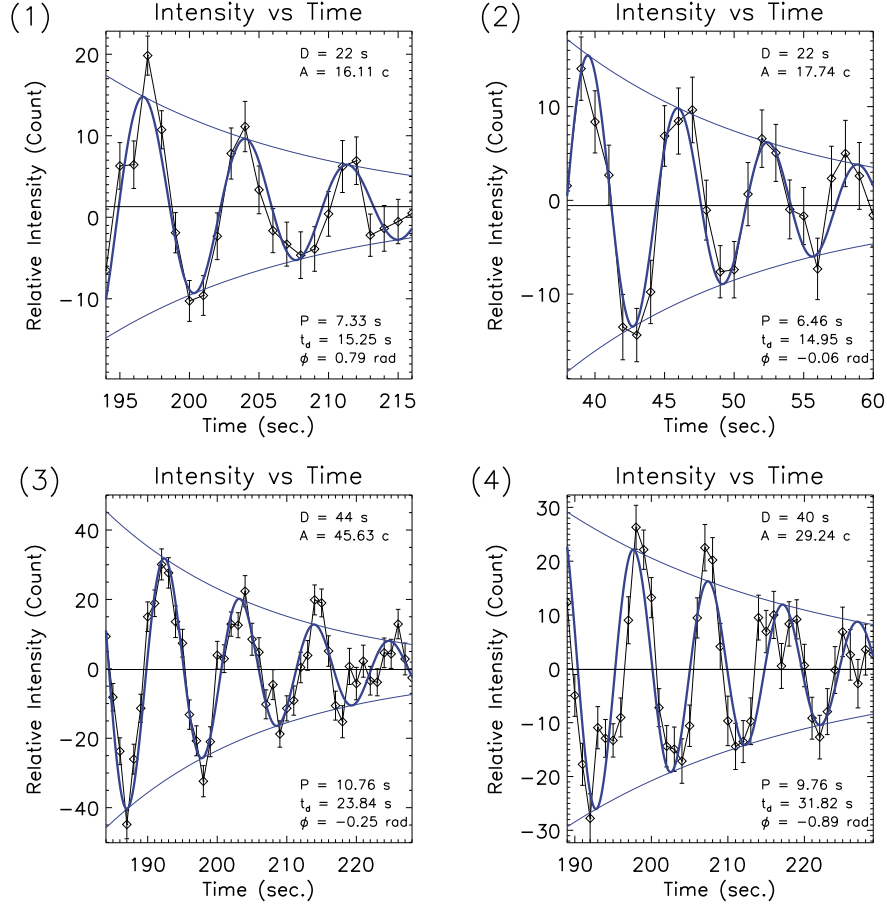 (1)
Intensity vs Time
D = 22 s
A = 16.11 c
Relative Intensity (Count)
20
10
0
−10
P = 7.33 s
t_d = 15.25 s
ϕ = 0.79 rad
195 200 205 210 215
Time (sec.)
(2)
Intensity vs Time
D = 22 s
A = 17.74 c
Relative Intensity (Count)
10
0
−10
P = 6.46 s
t_d = 14.95 s
ϕ = −0.06 rad
40 45 50 55 60
Time (sec.)
(3)
Intensity vs Time
D = 44 s
A = 45.63 c
Relative Intensity (Count)
40
20
0
−20
−40
P = 10.76 s
t_d = 23.84 s
ϕ = −0.25 rad
190 200 210 220
Time (sec.)
(4)
Intensity vs Time
D = 40 s
A = 29.24 c
Relative Intensity (Count)
30
20
10
0
−10
−20
−30
P = 9.76 s
t_d = 31.82 s
ϕ = −0.89 rad
190 200 210 220
Time (sec.)